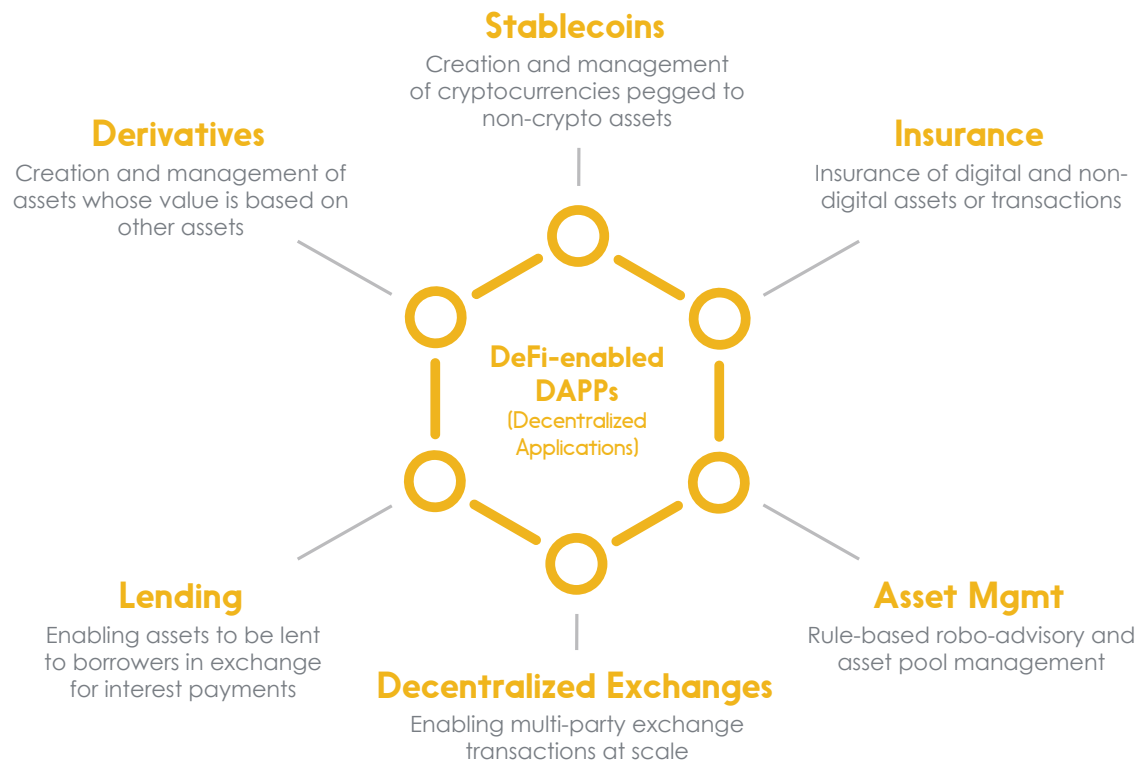 Stablecoins
Creation and management
of cryptocurrencies pegged to
non-crypto assets
Derivatives
Creation and management of
assets whose value is based on
other assets
Insurance
Insurance of digital and non-
digital assets or transactions
DeFi-enabled
DAPPs
(Decentralized
Applications)
Lending
Enabling assets to be lent
to borrowers in exchange
for interest payments
Asset Mgmt
Rule-based robo-advisory and
asset pool management
Decentralized Exchanges
Enabling multi-party exchange
transactions at scale